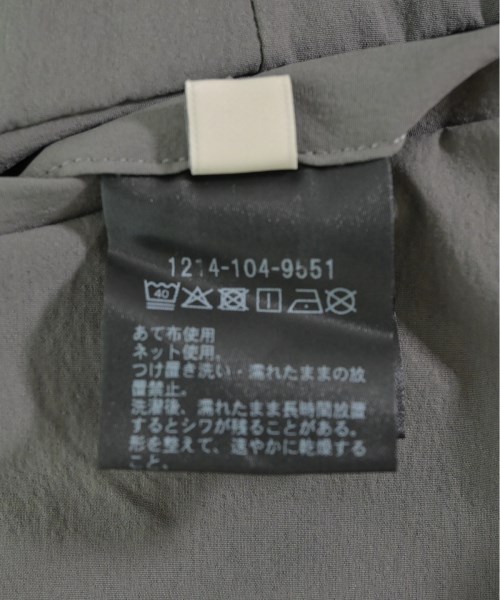 1214-104-9551
40
あて布使用
ネット使用。
つけ置き洗い・濡れたままの放
置禁止。
洗濯後、濡れたまま長時間放置
するとシワが残ることがある。
形を整えて、速やかに乾燥する
こと。